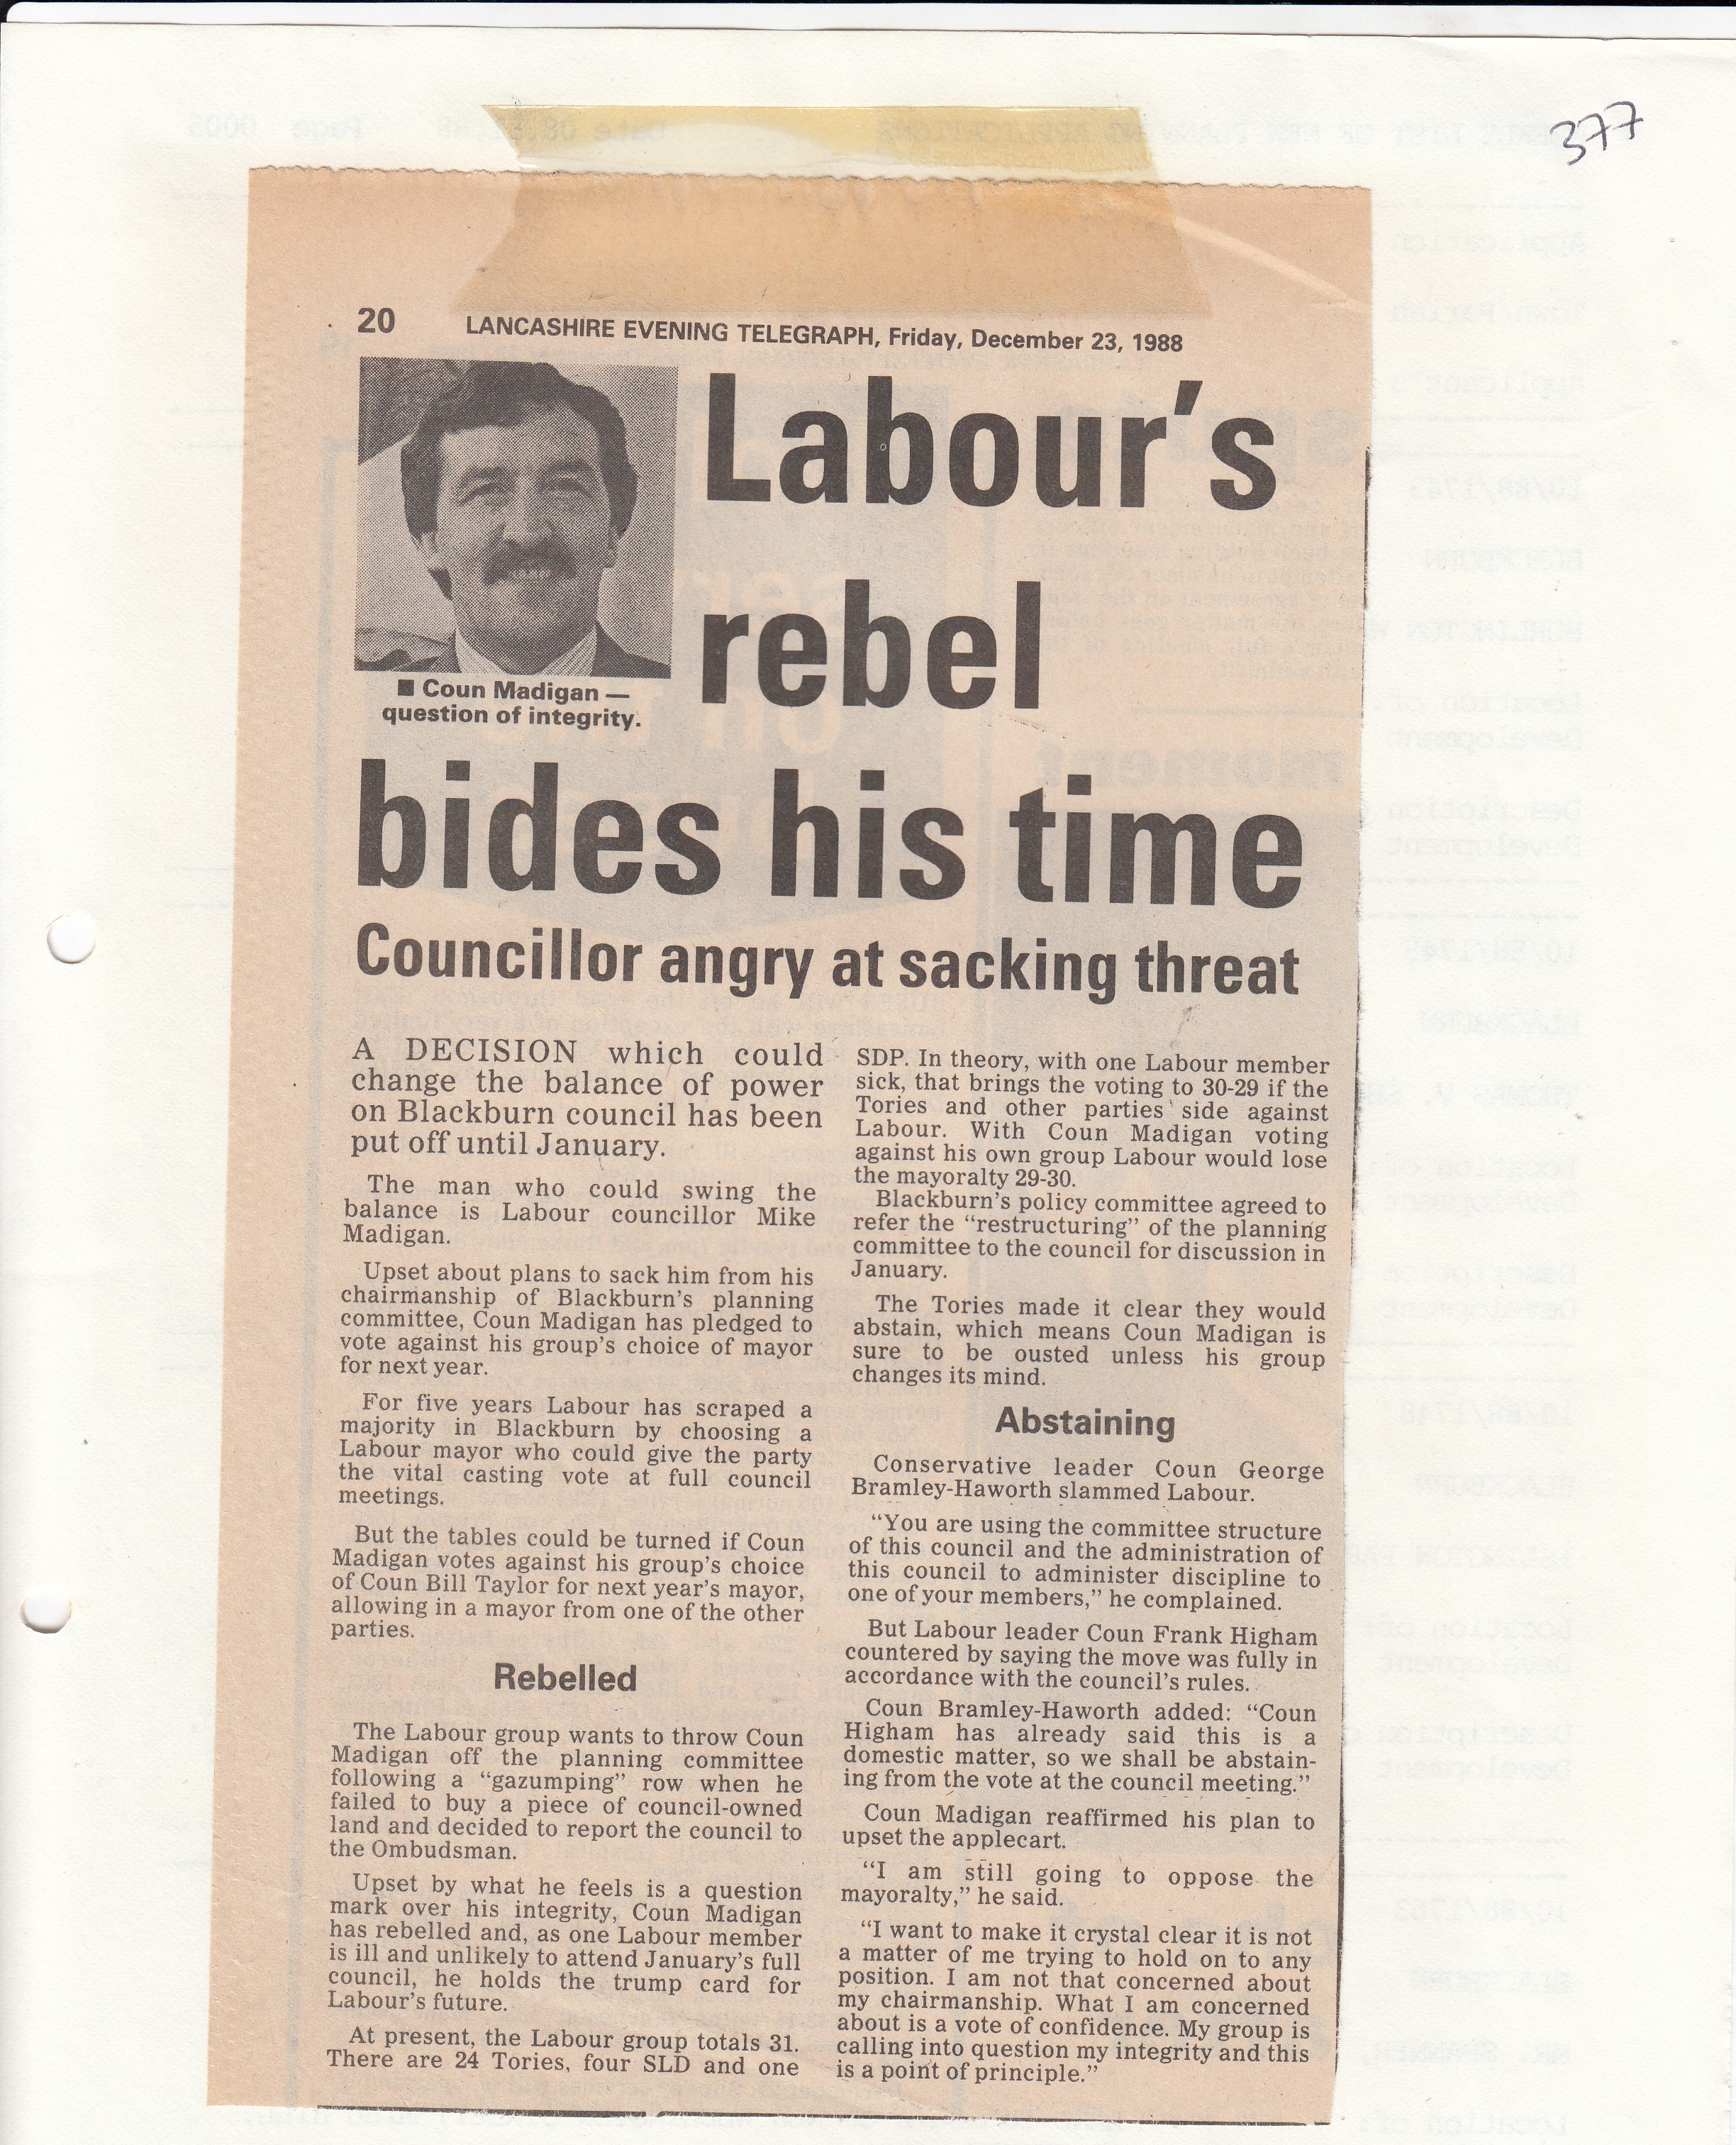 377
20 LANCASHIRE EVENING TELEGRAPH, Friday, December 23, 1988
Labour's
rebel
bides his time
■ Coun Madigan —
question of integrity.
Councillor angry at sacking threat
A DECISION which could
change the balance of power
on Blackburn council has been
put off until January.
The man who could swing the
balance is Labour councillor Mike
Madigan.
Upset about plans to sack him from his
chairmanship of Blackburn's planning
committee, Coun Madigan has pledged to
vote against his group's choice of mayor
for next year.
For five years Labour has scraped a
majority in Blackburn by choosing a
Labour mayor who could give the party
the vital casting vote at full council
meetings.
But the tables could be turned if Coun
Madigan votes against his group's choice
of Coun Bill Taylor for next year's mayor,
allowing in a mayor from one of the other
parties.
Rebelled
The Labour group wants to throw Coun
Madigan off the planning committee
following a “gazumping” row when he
failed to buy a piece of council-owned
land and decided to report the council to
the Ombudsman.
Upset by what he feels is a question
mark over his integrity, Coun Madigan
has rebelled and, as one Labour member
is ill and unlikely to attend January's full
council, he holds the trump card for
Labour's future.
At present, the Labour group totals 31.
There are 24 Tories, four SLD and one
SDP. In theory, with one Labour member
sick, that brings the voting to 30-29 if the
Tories and other parties side against
Labour. With Coun Madigan voting
against his own group Labour would lose
the mayoralty 29-30.
Blackburn's policy committee agreed to
refer the “restructuring” of the planning
committee to the council for discussion in
January.
The Tories made it clear they would
abstain, which means Coun Madigan is
sure to be ousted unless his group
changes its mind.
Abstaining
Conservative leader Coun George
Bramley-Haworth slammed Labour.
“You are using the committee structure
of this council and the administration of
this council to administer discipline to
one of your members,” he complained.
But Labour leader Coun Frank Higham
countered by saying the move was fully in
accordance with the council's rules.
Coun Bramley-Haworth added: “Coun
Higham has already said this is a
domestic matter, so we shall be abstain-
ing from the vote at the council meeting.”
Coun Madigan reaffirmed his plan to
upset the applecart.
“I am still going to oppose the
mayoralty,” he said.
“I want to make it crystal clear it is not
a matter of me trying to hold on to any
position. I am not that concerned about
my chairmanship. What I am concerned
about is a vote of confidence. My group is
calling into question my integrity and this
is a point of principle.”